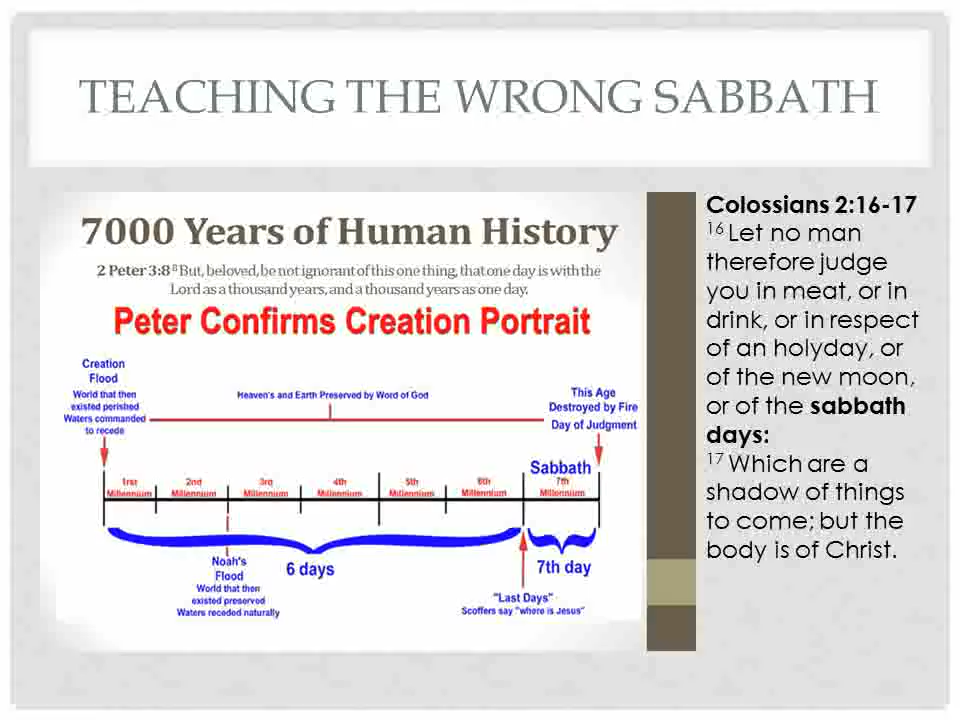 TEACHING THE WRONG SABBATH
7000 Years of Human History
2 Peter 3:8 8 But, beloved, be not ignorant of this one thing, that one day is with the
Lord as a thousand years, and a thousand years as one day.
Peter Confirms Creation Portrait
Creation
Flood
World that then
existed perished
Waters commanded
to recede
Heaven's and Earth Preserved by Word of God
This Age
Destroyed by Fire
Day of Judgment
Sabbath
1rst
Millennium
2nd
Millennium
3rd
Millennium
4th
Millennium
5th
Millennium
6th
Millennium
7th
Millennium
6 days
7th day
Noah's
Flood
World that then
existed preserved
Waters receded naturally
"Last Days"
Scoffers say "where is Jesus"
Colossians 2:16-17
16 Let no man
therefore judge
you in meat, or in
drink, or in respect
of an holyday, or
of the new moon,
or of the sabbath
days:
17 Which are a
shadow of things
to come; but the
body is of Christ.